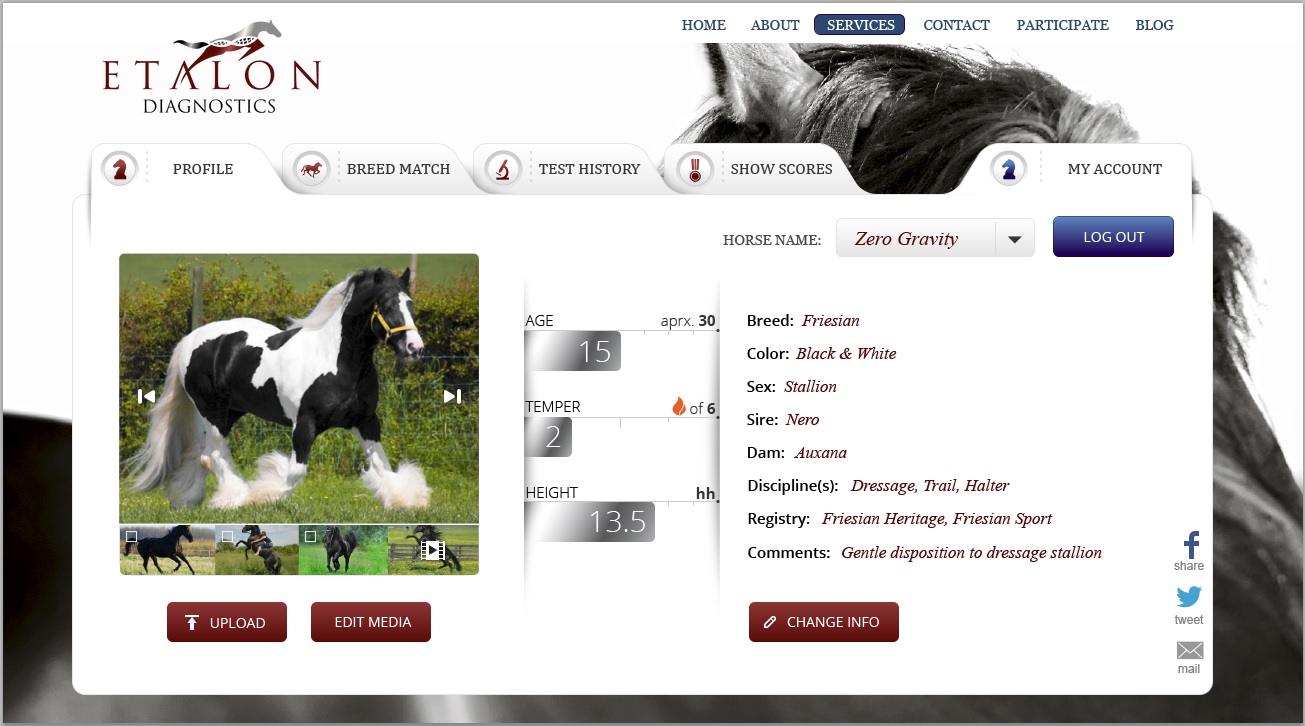 HOME ABOUT SERVICES CONTACT PARTICIPATE BLOG
ETALON
DIAGNOSTICS
PROFILE BREED MATCH TEST HISTORY SHOW SCORES MY ACCOUNT
HORSE NAME: Zero Gravity LOG OUT
AGE aprx. 30
15
TEMPER of 6
2
HEIGHT hh
13.5
Breed: Friesian
Color: Black & White
Sex: Stallion
Sire: Nero
Dam: Auxana
Discipline(s): Dressage, Trail, Halter
Registry: Friesian Heritage, Friesian Sport
Comments: Gentle disposition to dressage stallion
share
tweet
mail
UPLOAD EDIT MEDIA CHANGE INFO